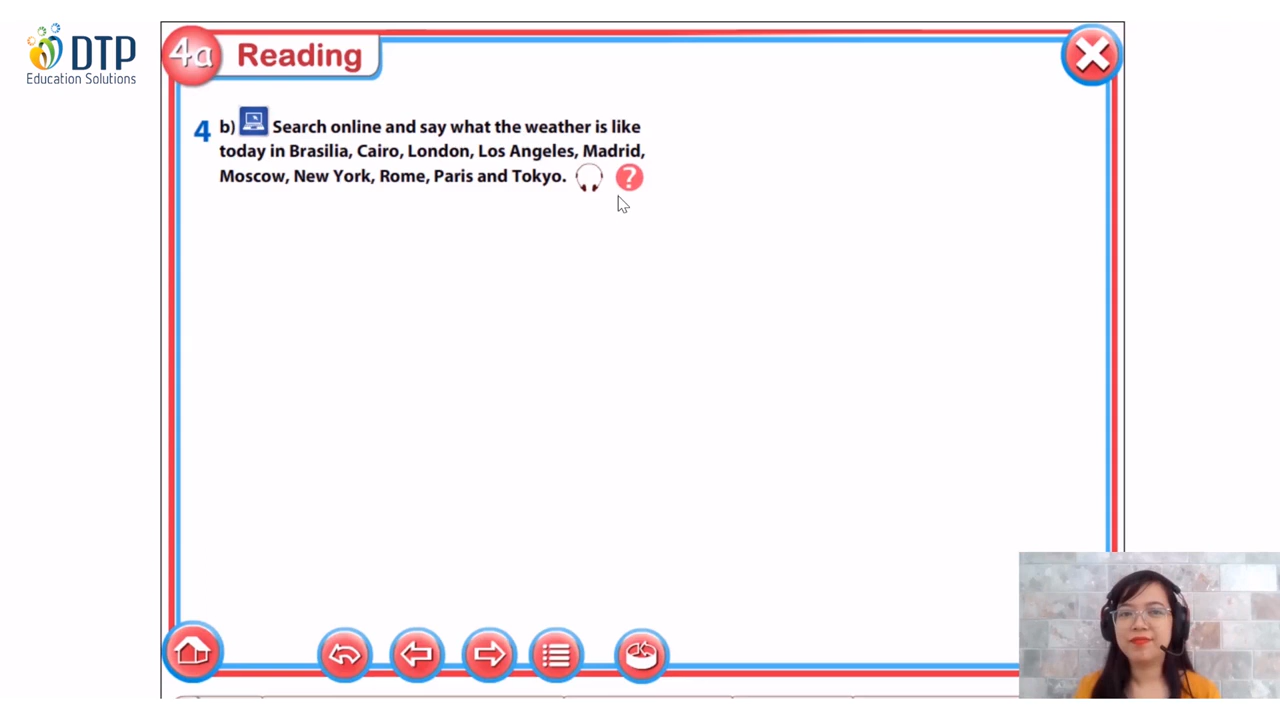 DTP
Education Solutions
4a Reading
4 b) Search online and say what the weather is like
today in Brasilia, Cairo, London, Los Angeles, Madrid,
Moscow, New York, Rome, Paris and Tokyo. ?